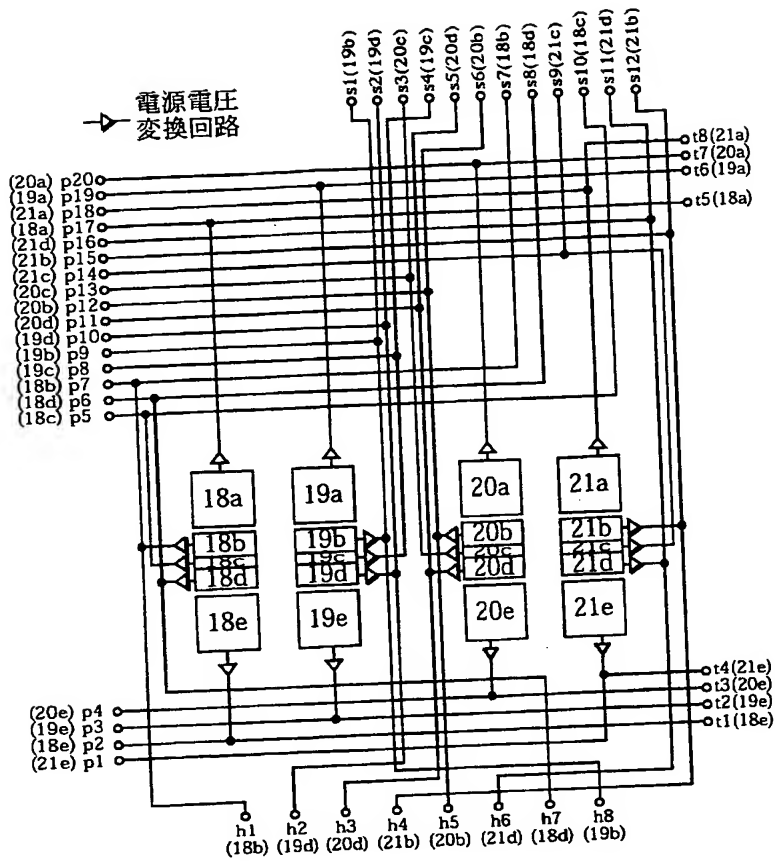 s1(19b)
s2(19d)
s3(20c)
s4(19c)
s5(20d)
s6(20b)
s7(18b)
s8(18d)
s9(21c)
s10(18c)
s11(21d)
s12(21b)
電源電圧
変換回路
t8(21a)
t7(20a)
t6(19a)
t5(18a)
(20a) p20
(19a) p19
(21a) p18
(18a) p17
(21d) p16
(21b) p15
(21c) p14
(20c) p13
(20b) p12
(20d) p11
(19d) p10
(19b) p9
(19c) p8
(18b) p7
(18d) p6
(18c) p5
18a
19a
20a
21a
18b
18c
18d
19b
19c
19d
20b
20c
20d
21b
21c
21d
18e
19e
20e
21e
t4(21e)
t3(20e)
t2(19e)
t1(18e)
(20e) p4
(19e) p3
(18e) p2
(21e) p1
h1
(18b)
h2
(19d)
h3
(20d)
h4
(21b)
h5
(20b)
h6
(21d)
h7
(18d)
h8
(19b)